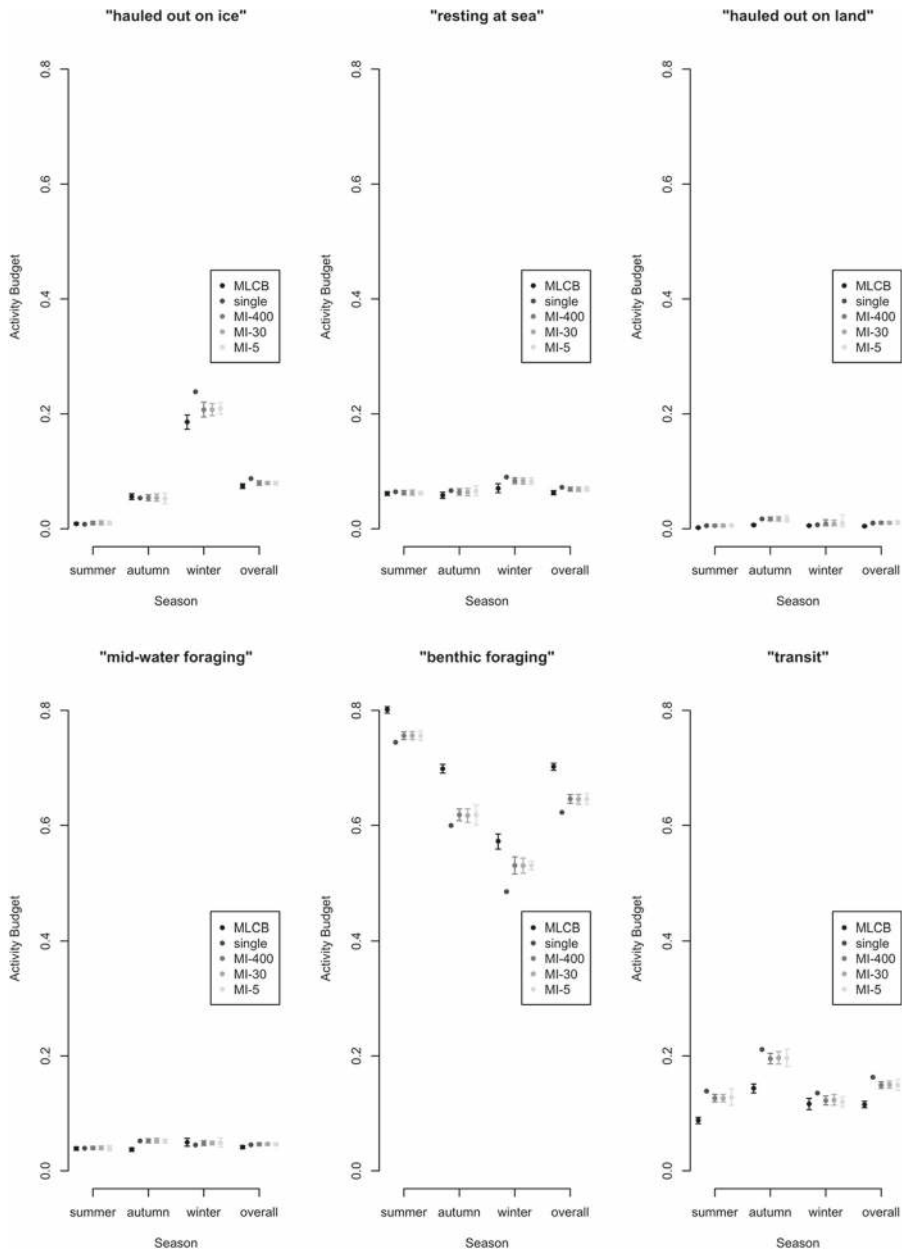 "hauled out on ice"
Activity Budget
0.8
0.6
0.4
0.2
0.0
MLCB
single
MI-400
MI-30
MI-5
summer autumn winter overall
Season
"resting at sea"
Activity Budget
0.8
0.6
0.4
0.2
0.0
MLCB
single
MI-400
MI-30
MI-5
summer autumn winter overall
Season
"hauled out on land"
Activity Budget
0.8
0.6
0.4
0.2
0.0
MLCB
single
MI-400
MI-30
MI-5
summer autumn winter overall
Season
"mid-water foraging"
Activity Budget
0.8
0.6
0.4
0.2
0.0
MLCB
single
MI-400
MI-30
MI-5
summer autumn winter overall
Season
"benthic foraging"
Activity Budget
0.8
0.6
0.4
0.2
0.0
MLCB
single
MI-400
MI-30
MI-5
summer autumn winter overall
Season
"transit"
Activity Budget
0.8
0.6
0.4
0.2
0.0
MLCB
single
MI-400
MI-30
MI-5
summer autumn winter overall
Season